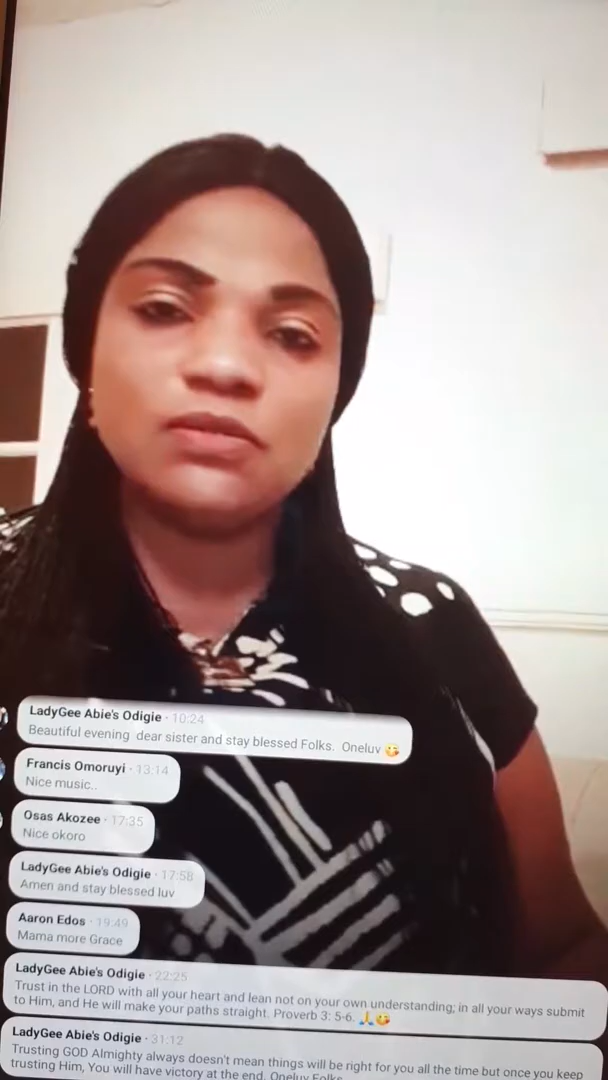 LadyGee Abie's Odigie · 10:24
Beautiful evening dear sister and stay blessed Folks. Oneluv 😋
Francis Omoruyi · 13:14
Nice music..
Osas Akozee · 17:35
Nice okoro
LadyGee Abie's Odigie · 17:58
Amen and stay blessed luv
Aaron Edos · 19:49
Mama more Grace
LadyGee Abie's Odigie · 22:25
Trust in the LORD with all your heart and lean not on your own understanding; in all your ways submit
to Him, and He will make your paths straight. Proverb 3: 5-6. 🙏😋
LadyGee Abie's Odigie · 31:12
Trusting GOD Almighty always doesn't mean things will be right for you all the time but once you keep
trusting Him, You will have victory at the end. Oneluv Folks